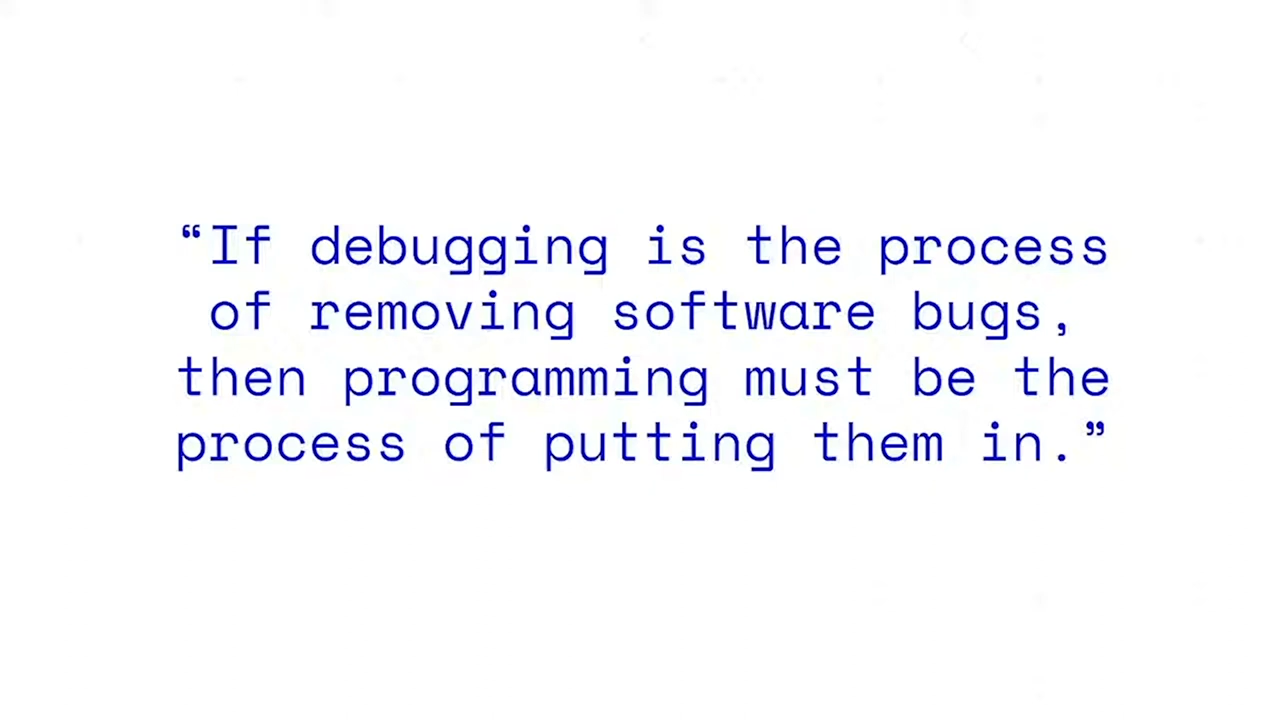 “If debugging is the process
of removing software bugs,
then programming must be the
process of putting them in.”